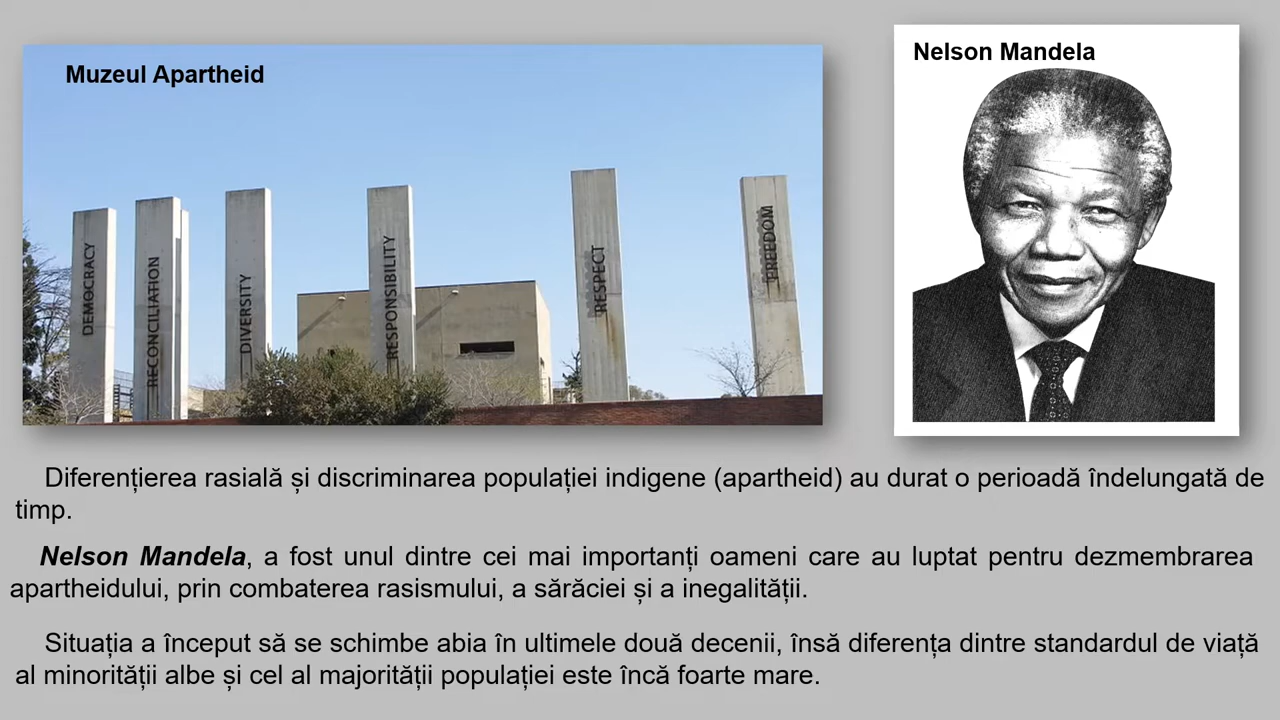 Muzeul Apartheid
Nelson Mandela
DEMOCRACY
RECONCILIATION
DIVERSITY
RESPONSIBILITY
RESPECT
FREEDOM
Diferențierea rasială și discriminarea populației indigene (apartheid) au durat o perioadă îndelungată de
timp.
Nelson Mandela, a fost unul dintre cei mai importanți oameni care au luptat pentru dezmembrarea
apartheidului, prin combaterea rasismului, a sărăciei și a inegalității.
Situația a început să se schimbe abia în ultimele două decenii, însă diferența dintre standardul de viață
al minorității albe și cel al majorității populației este încă foarte mare.